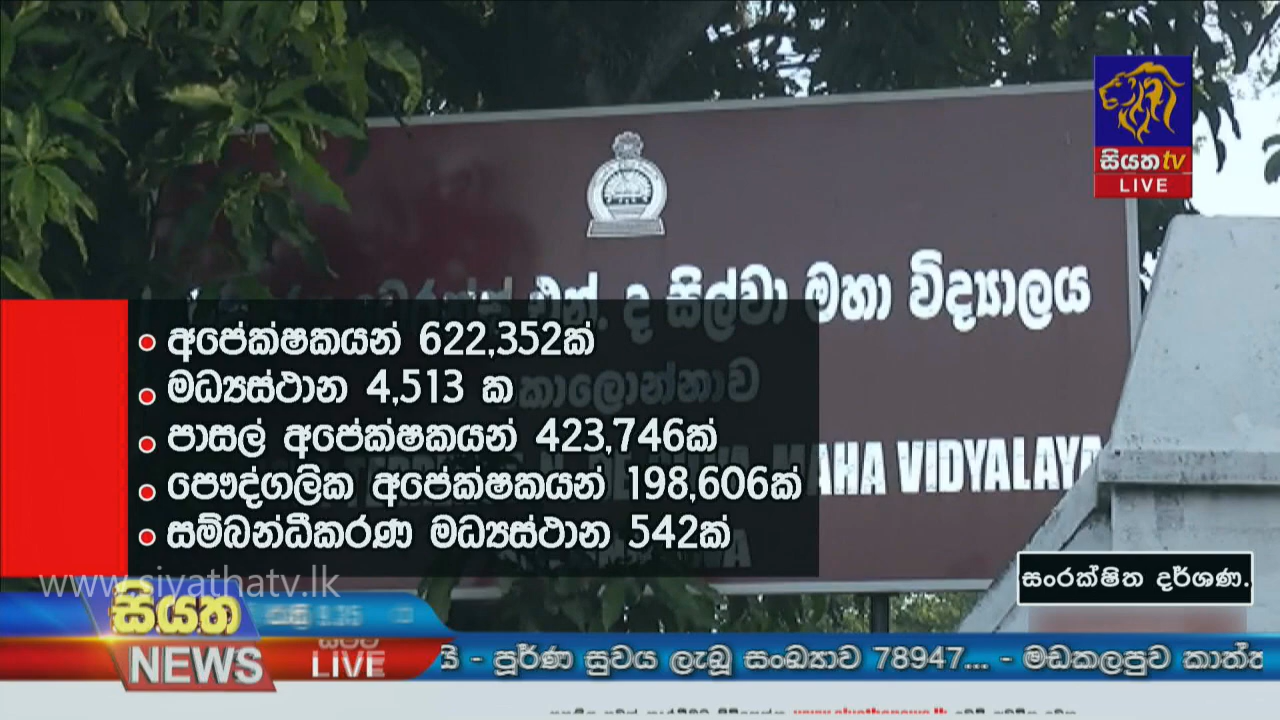 සියත tv
LIVE
එන්. ද සිල්වා මහා විද්‍යාලය
කොලොන්නාව
MAHA VIDYALAYA
• අපේක්ෂකයන් 622,352ක්
• මධ්‍යස්ථාන 4,513 ක
• පාසල් අපේක්ෂකයන් 423,746ක්
• පෞද්ගලික අපේක්ෂකයන් 198,606ක්
• සම්බන්ධීකරණ මධ්‍යස්ථාන 542ක්
www.siyathatv.lk
සංරක්ෂිත දර්ශණ.
සියත
NEWS
LIVE
- පූර්ණ සුවය ලැබූ සංඛ්‍යාව 78947... - මඩකලපුව